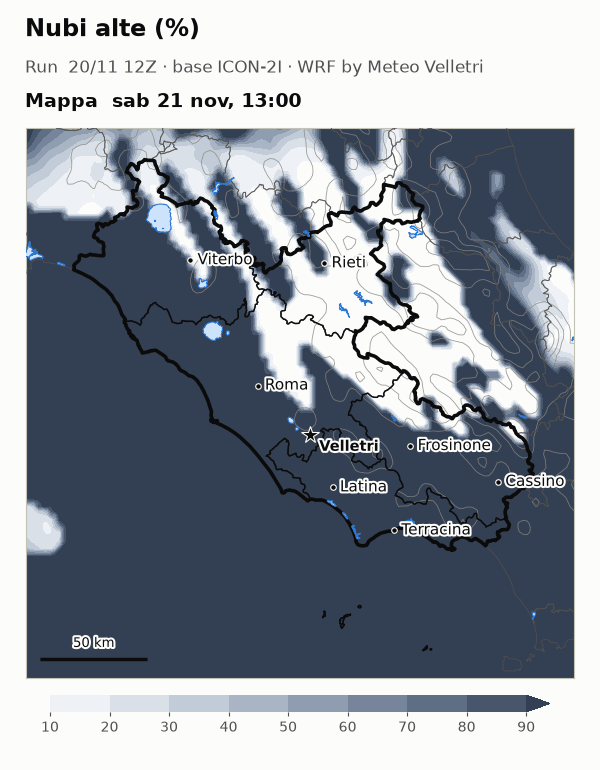 Nubi alte (%)
Run  20/11 12Z · base ICON-2I · WRF by Meteo Velletri
Mappa  sab 21 nov, 13:00
Viterbo
Rieti
Roma
Velletri
Frosinone
Cassino
Latina
Terracina
50 km
10 20 30 40 50 60 70 80 90